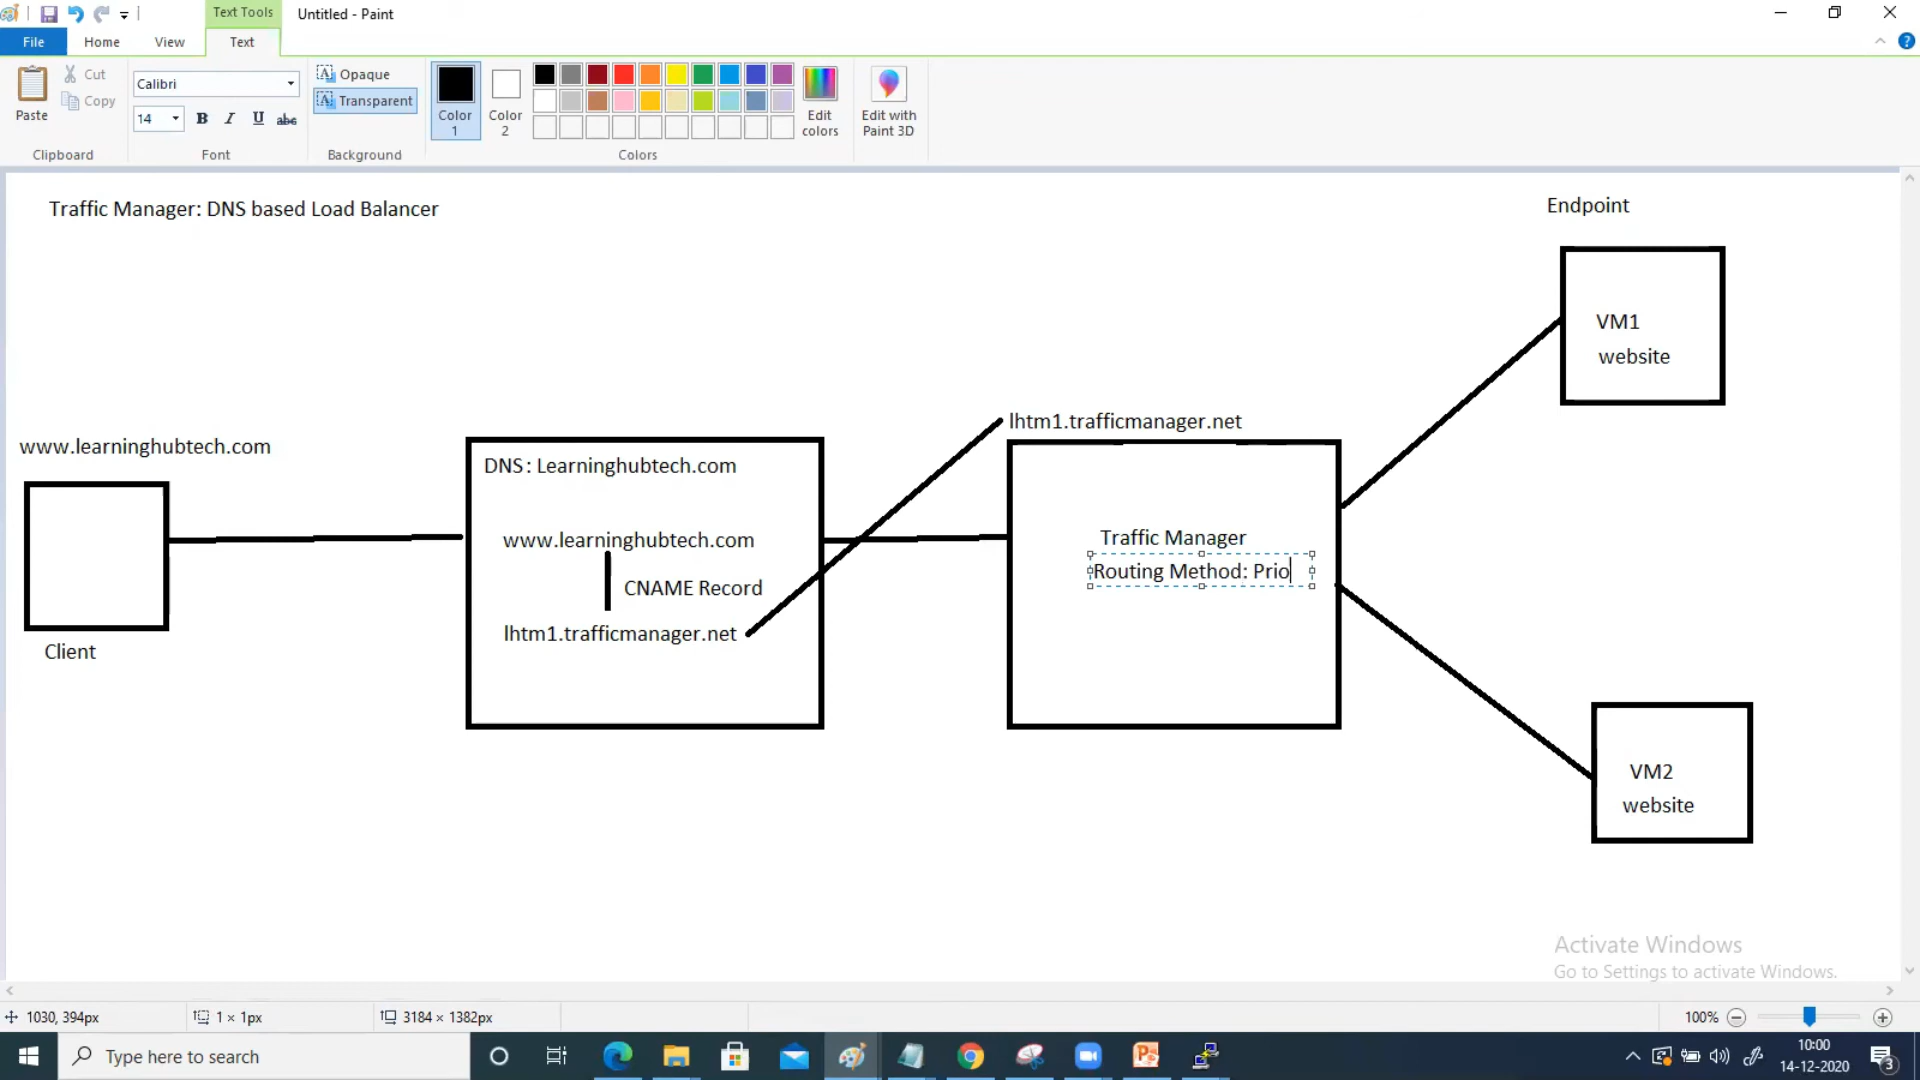 Text Tools
Untitled - Paint
File
Home
View
Text
Paste
Cut
Copy
Clipboard
Calibri
14
B I U abc
Font
Opaque
Transparent
Background
Color 1
Color 2
Colors
Edit colors
Edit with Paint 3D
Traffic Manager: DNS based Load Balancer
Endpoint
VM1
website
www.learninghubtech.com
Client
DNS: Learninghubtech.com
www.learninghubtech.com
CNAME Record
lhtm1.trafficmanager.net
lhtm1.trafficmanager.net
Traffic Manager
Routing Method: Prio
VM2
website
Activate Windows
Go to Settings to activate Windows.
1030, 394px
1 × 1px
3184 × 1382px
100%
Type here to search
10:00
14-12-2020
3